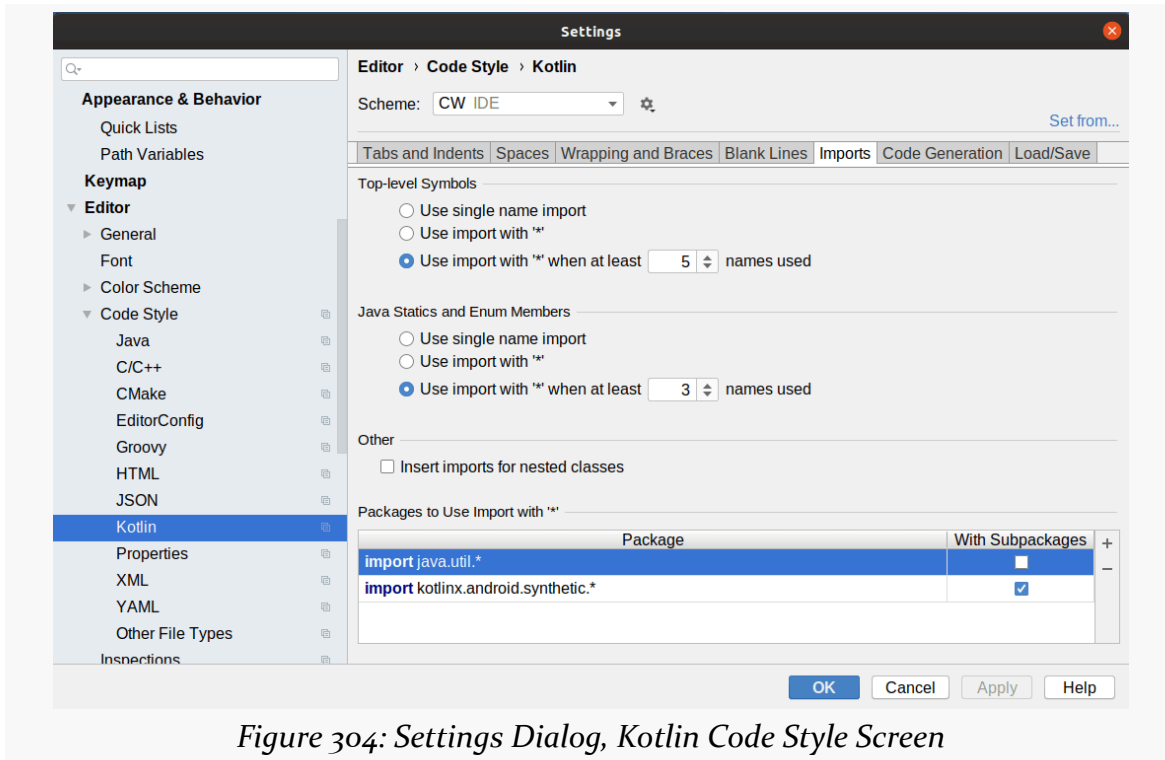 Settings
Editor › Code Style › Kotlin
Appearance & Behavior
Quick Lists
Path Variables
Keymap
Editor
General
Font
Color Scheme
Code Style
Java
C/C++
CMake
EditorConfig
Groovy
HTML
JSON
Kotlin
Properties
XML
YAML
Other File Types
Inspections
Scheme: CW IDE
Set from...
Tabs and Indents Spaces Wrapping and Braces Blank Lines Imports Code Generation Load/Save
Top-level Symbols
Use single name import
Use import with '*'
Use import with '*' when at least 5 names used
Java Statics and Enum Members
Use single name import
Use import with '*'
Use import with '*' when at least 3 names used
Other
Insert imports for nested classes
Packages to Use Import with '*'
Package With Subpackages
import java.util.*
import kotlinx.android.synthetic.*
OK Cancel Apply Help
Figure 304: Settings Dialog, Kotlin Code Style Screen